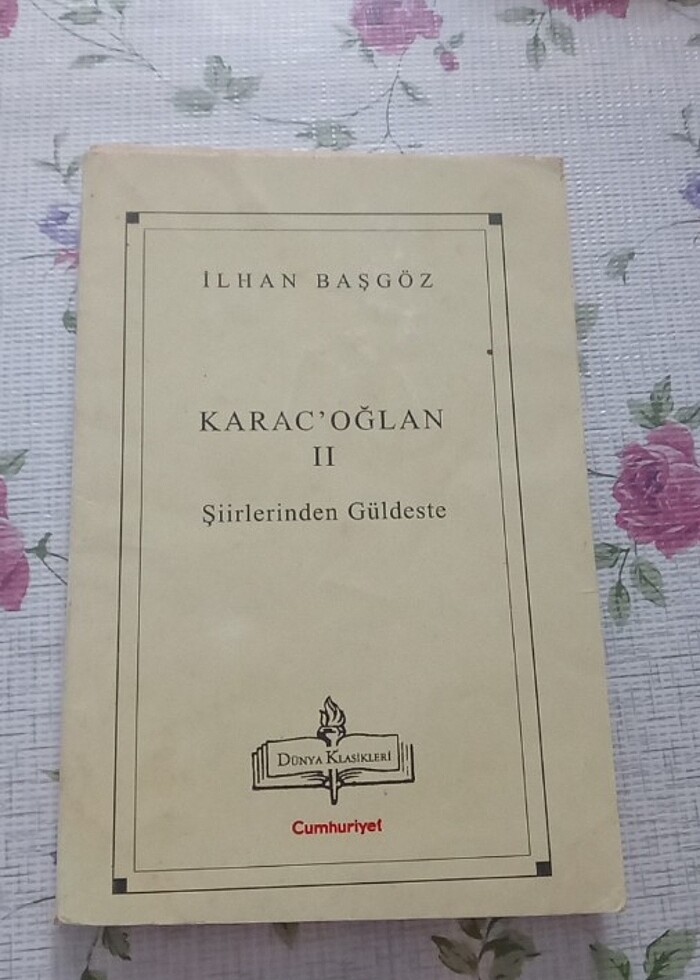 İLHAN BAŞGÖZ
KARAC'OĞLAN
II
Şiirlerinden Güldeste
DÜNYA KLASİKLERİ
Cumhuriyet